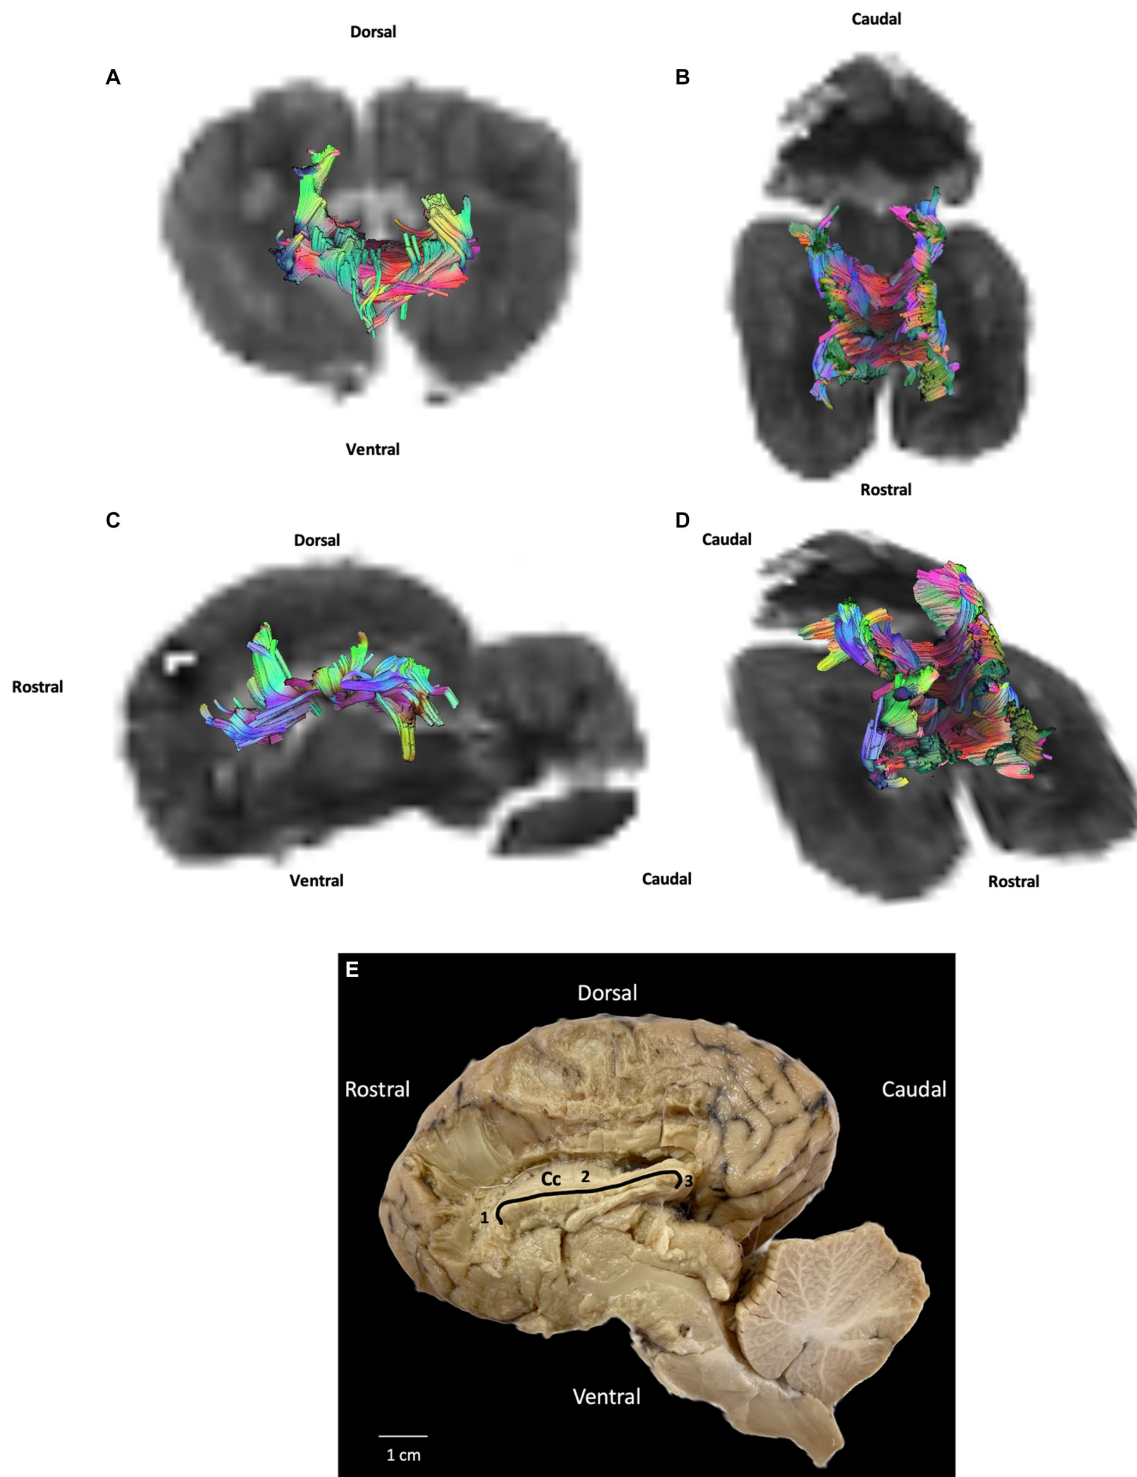 Dorsal
Caudal
A
B
Ventral
Rostral
C
D
Dorsal
Caudal
Rostral
Ventral
Caudal
Rostral
E
Dorsal
Rostral
Caudal
Cc
2
3
1
Ventral
1 cm